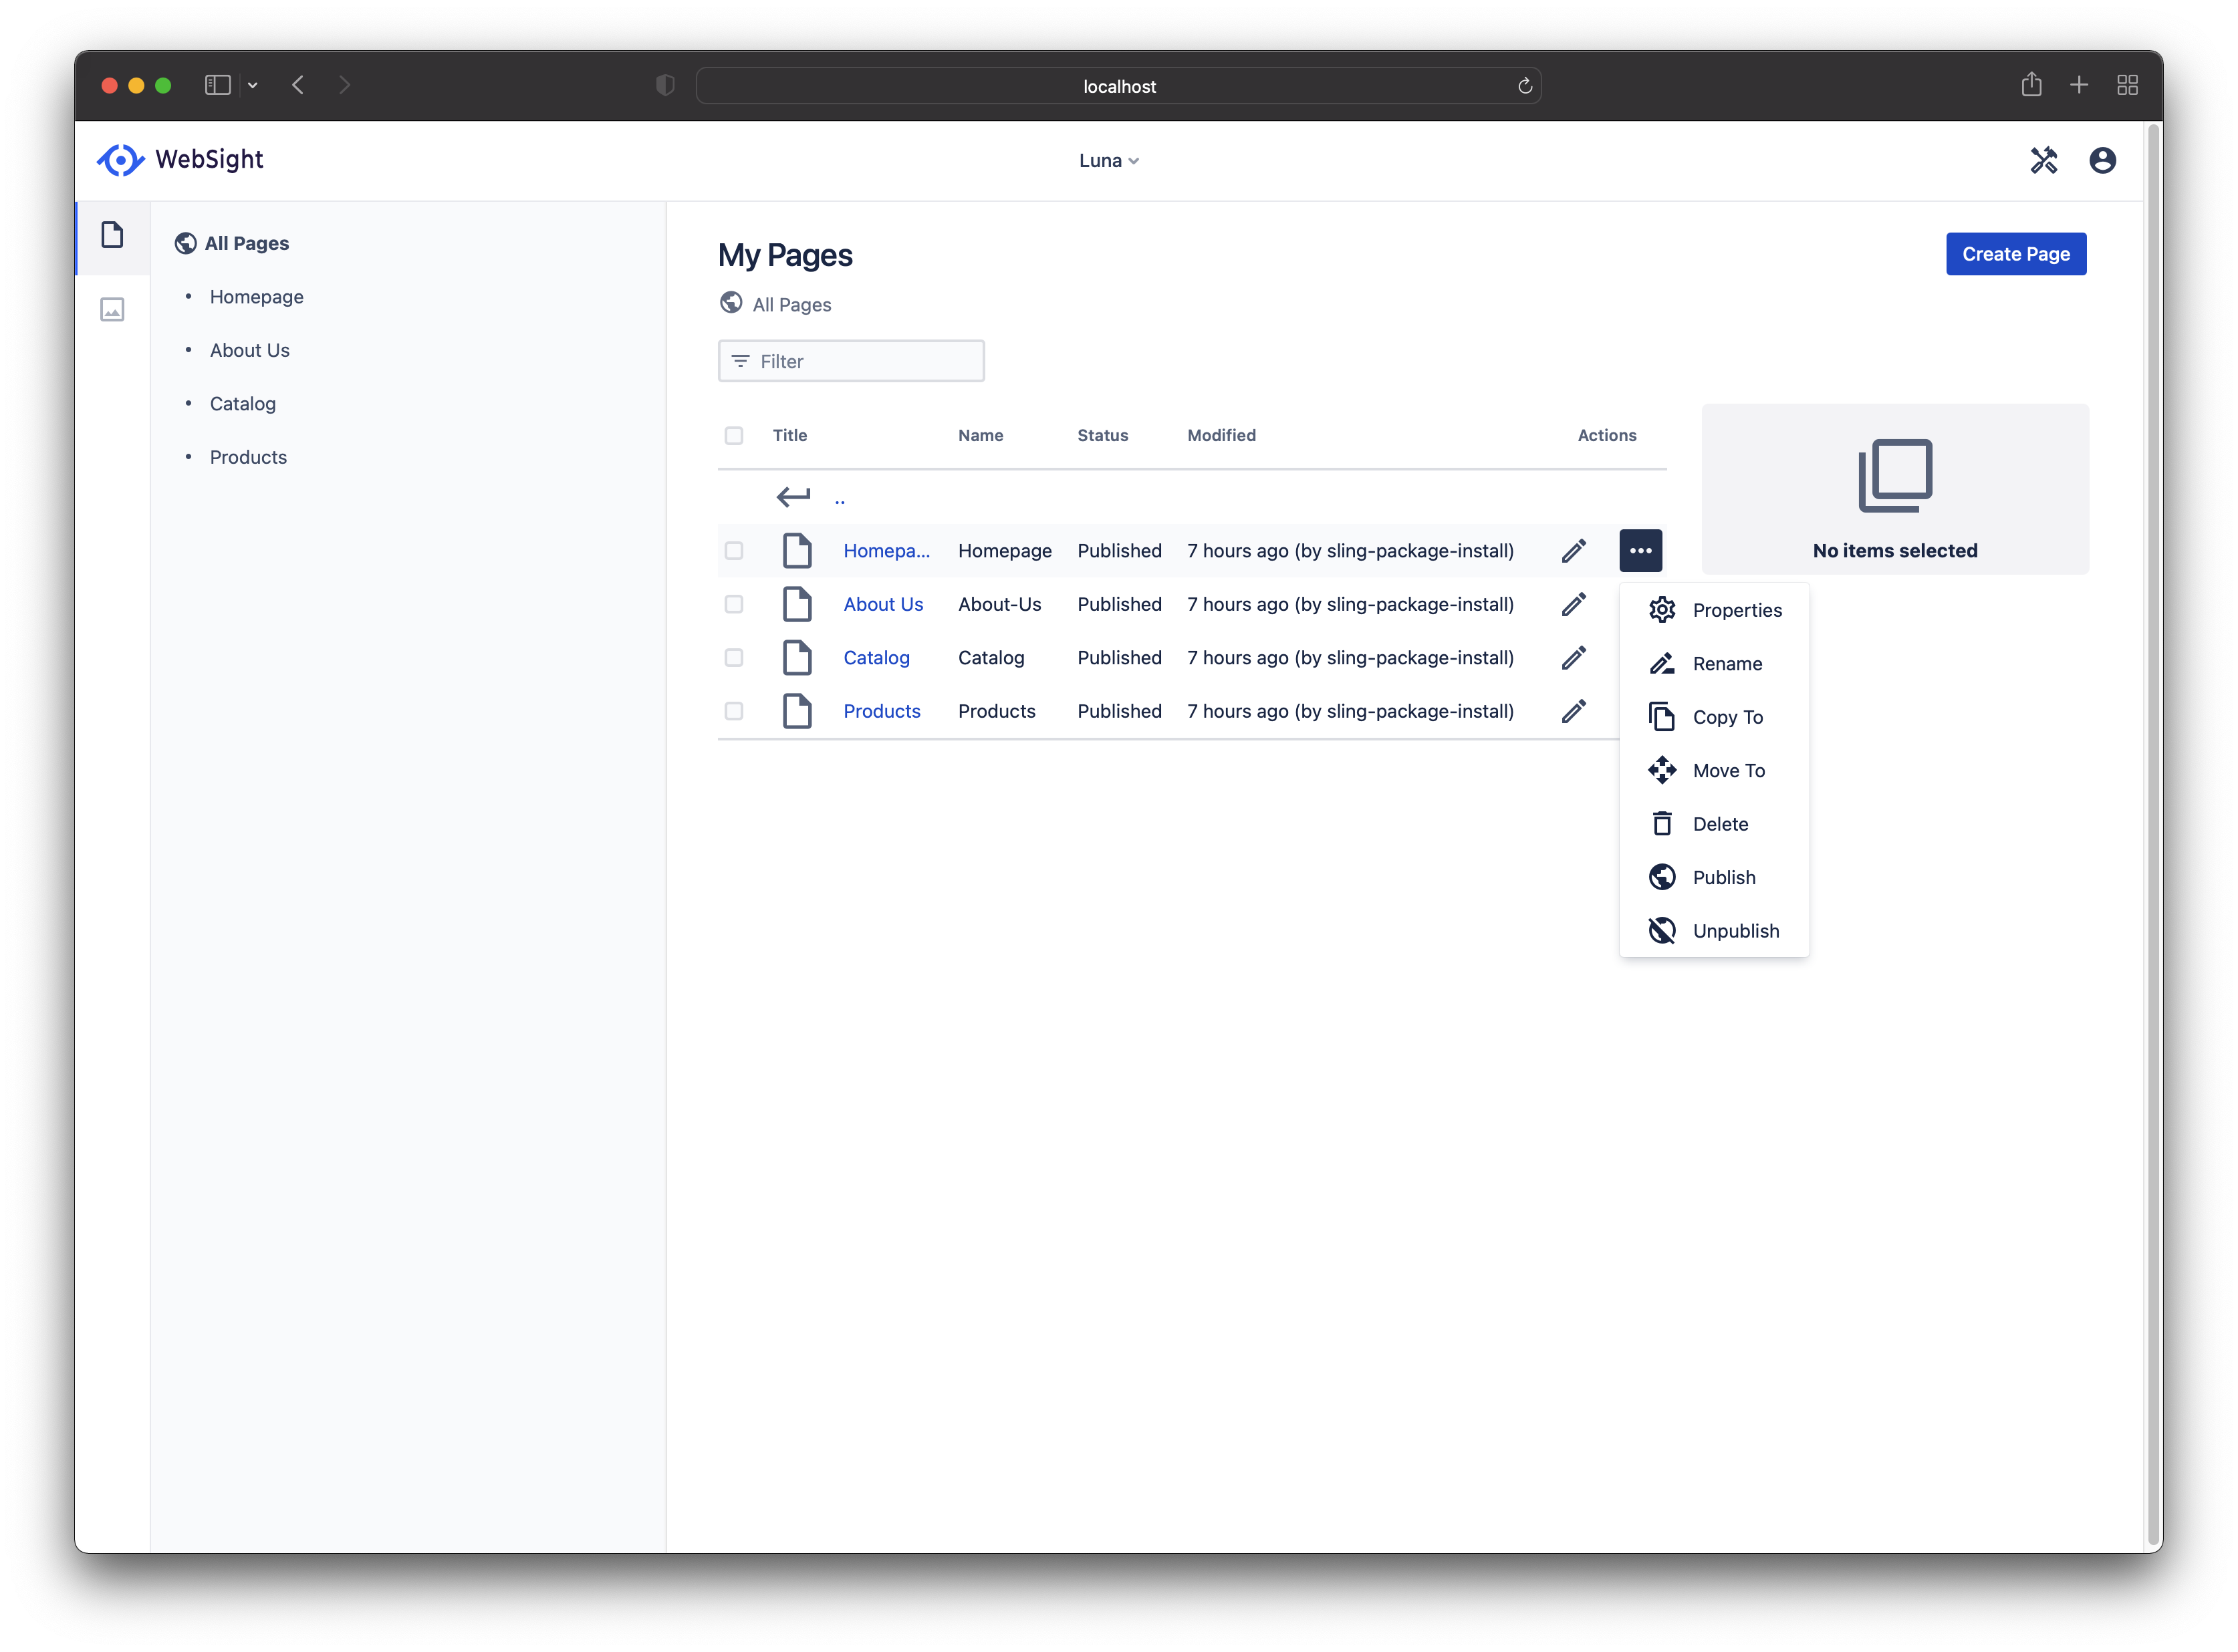 localhost
WebSight
Luna
All Pages
• Homepage
• About Us
• Catalog
• Products
My Pages
Create Page
All Pages
Filter
Title Name Status Modified Actions
..
Homepa... Homepage Published 7 hours ago (by sling-package-install)
About Us About-Us Published 7 hours ago (by sling-package-install)
Catalog Catalog Published 7 hours ago (by sling-package-install)
Products Products Published 7 hours ago (by sling-package-install)
No items selected
Properties
Rename
Copy To
Move To
Delete
Publish
Unpublish